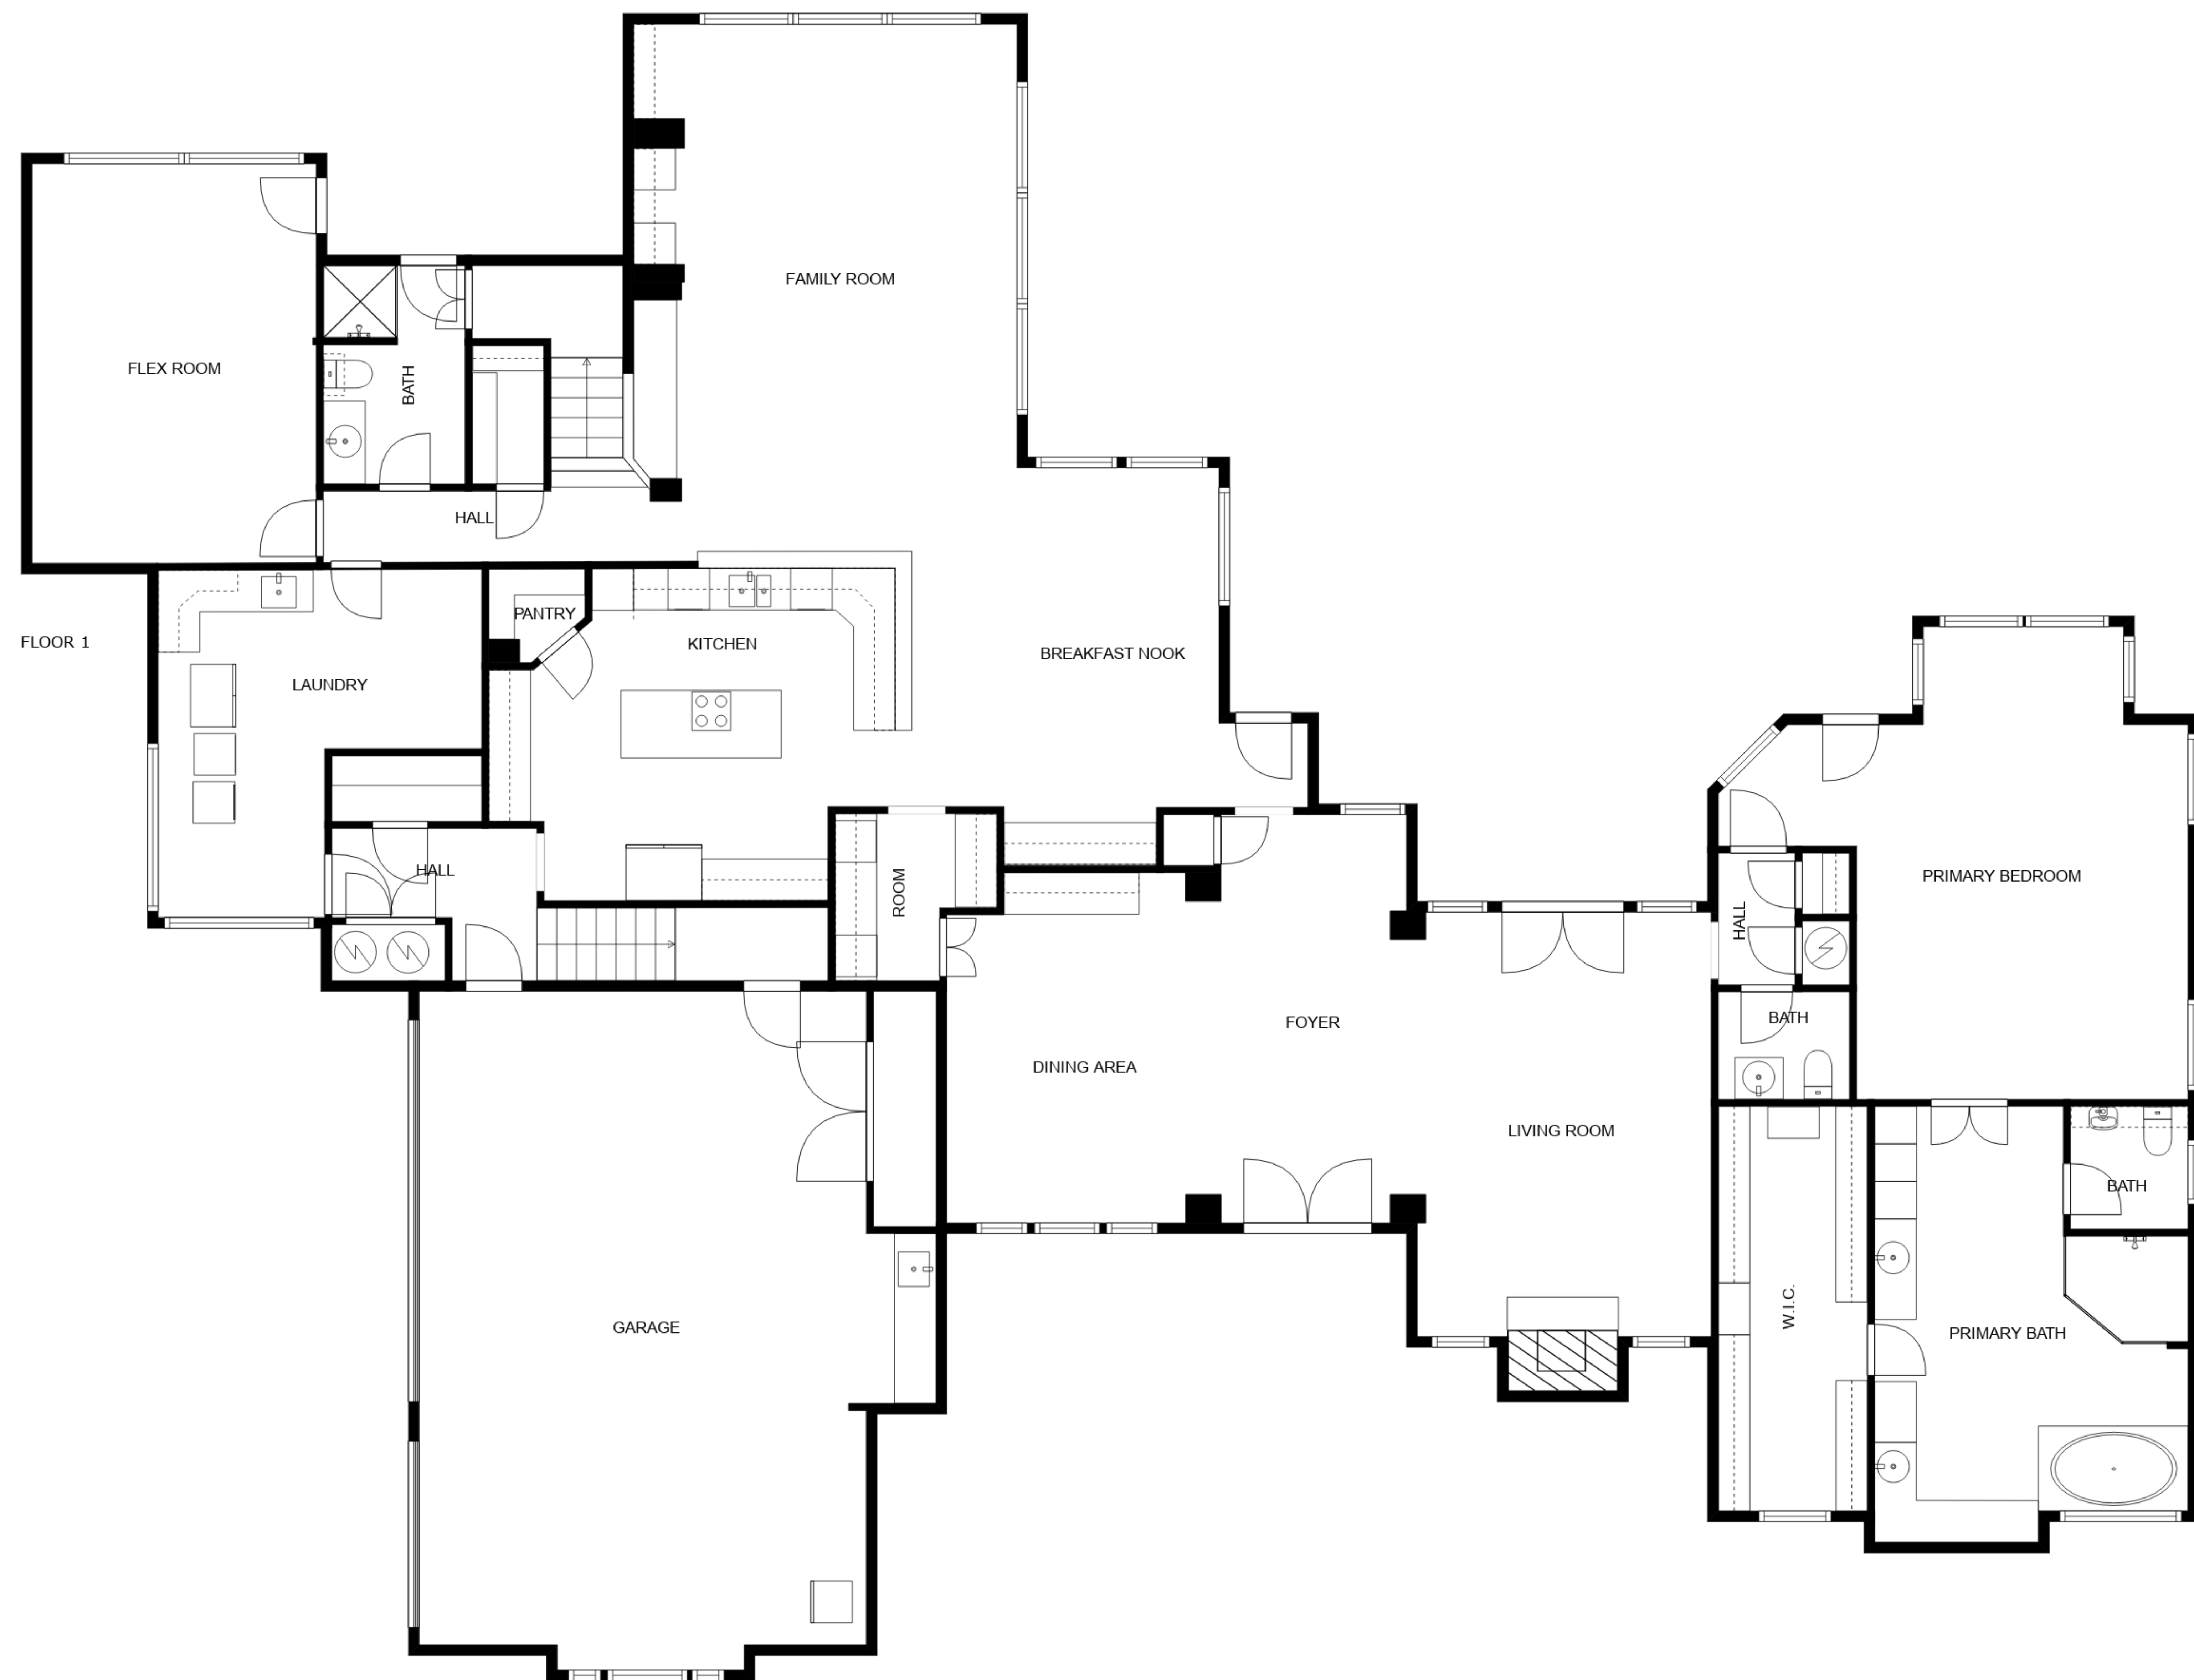 FAMILY ROOM
FLEX ROOM
BATH
HALL
PANTRY
KITCHEN
FLOOR 1
BREAKFAST NOOK
LAUNDRY
HALL
PRIMARY BEDROOM
ROOM
HALL
BATH
FOYER
DINING AREA
LIVING ROOM
BATH
W.I.C.
GARAGE
PRIMARY BATH